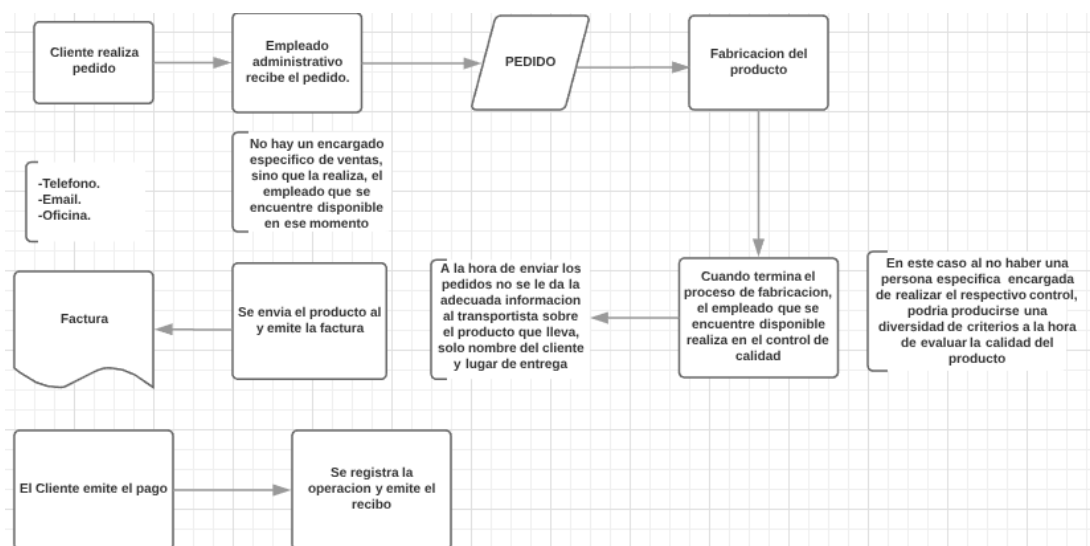 Cliente realiza
pedido
Empleado
administrativo
recibe el pedido.
PEDIDO
Fabricacion del
producto
-Telefono.
-Email.
-Oficina.
No hay un encargado
especifico de ventas,
sino que la realiza, el
empleado que se
encuentre disponible
en ese momento
Cuando termina el
proceso de fabricacion,
el empleado que se
encuentre disponible
realiza en el control de
calidad
En este caso al no haber una
persona especifica encargada
de realizar el respectivo control,
podria producirse una
diversidad de criterios a la hora
de evaluar la calidad del
producto
A la hora de enviar los
pedidos no se le da la
adecuada informacion
al transportista sobre
el producto que lleva,
solo nombre del cliente
y lugar de entrega
Se envia el producto al
y emite la factura
Factura
El Cliente emite el pago
Se registra la
operacion y emite el
recibo